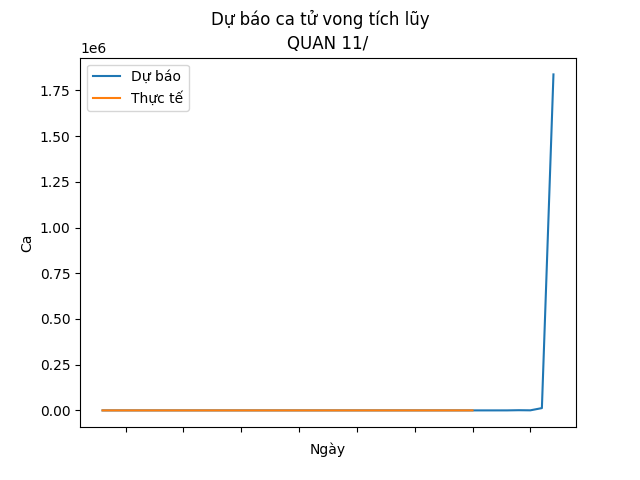 Dự báo ca tử vong tích lũy
QUAN 11/
1e6
Dự báo
Thực tế
1.75
1.50
1.25
1.00
0.75
0.50
0.25
0.00
Ca
Ngày